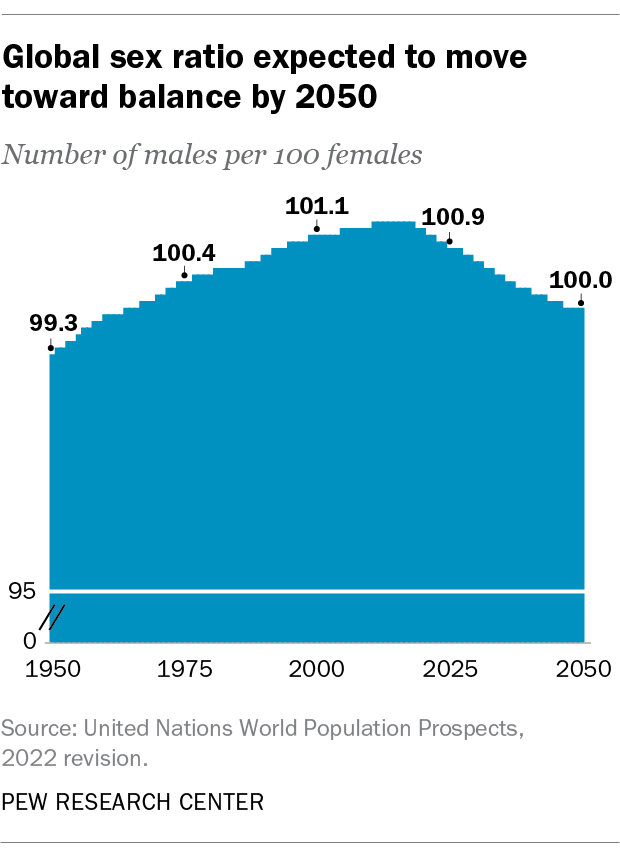 Global sex ratio expected to move
toward balance by 2050
Number of males per 100 females
101.1
100.9
100.4
100.0
99.3
95
0
1950 1975 2000 2025 2050
Source: United Nations World Population Prospects,
2022 revision.
PEW RESEARCH CENTER